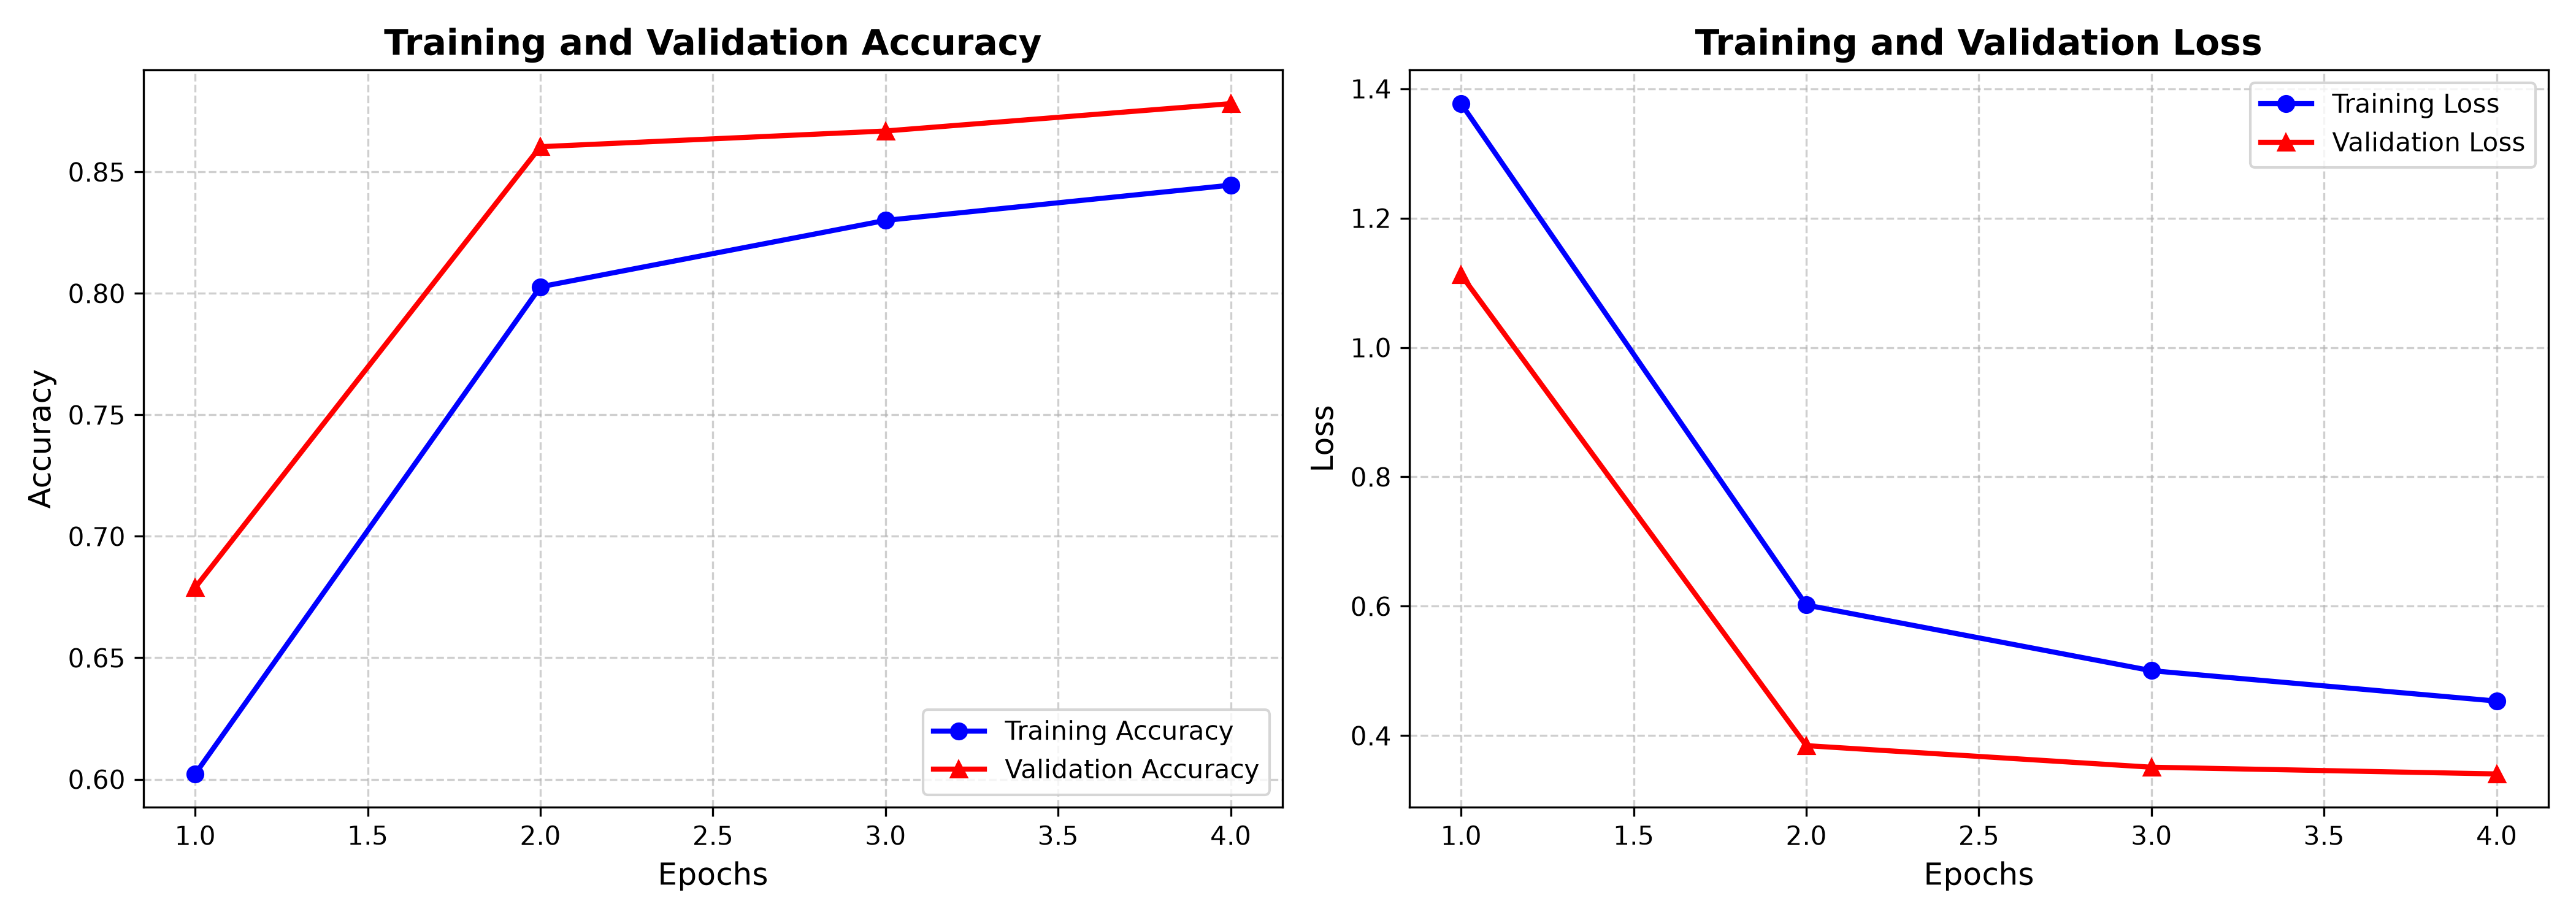 Training and Validation Accuracy
Accuracy
0.85
0.80
0.75
0.70
0.65
0.60
1.0 1.5 2.0 2.5 3.0 3.5 4.0
Epochs
Training Accuracy
Validation Accuracy
Training and Validation Loss
Loss
1.4
1.2
1.0
0.8
0.6
0.4
1.0 1.5 2.0 2.5 3.0 3.5 4.0
Epochs
Training Loss
Validation Loss